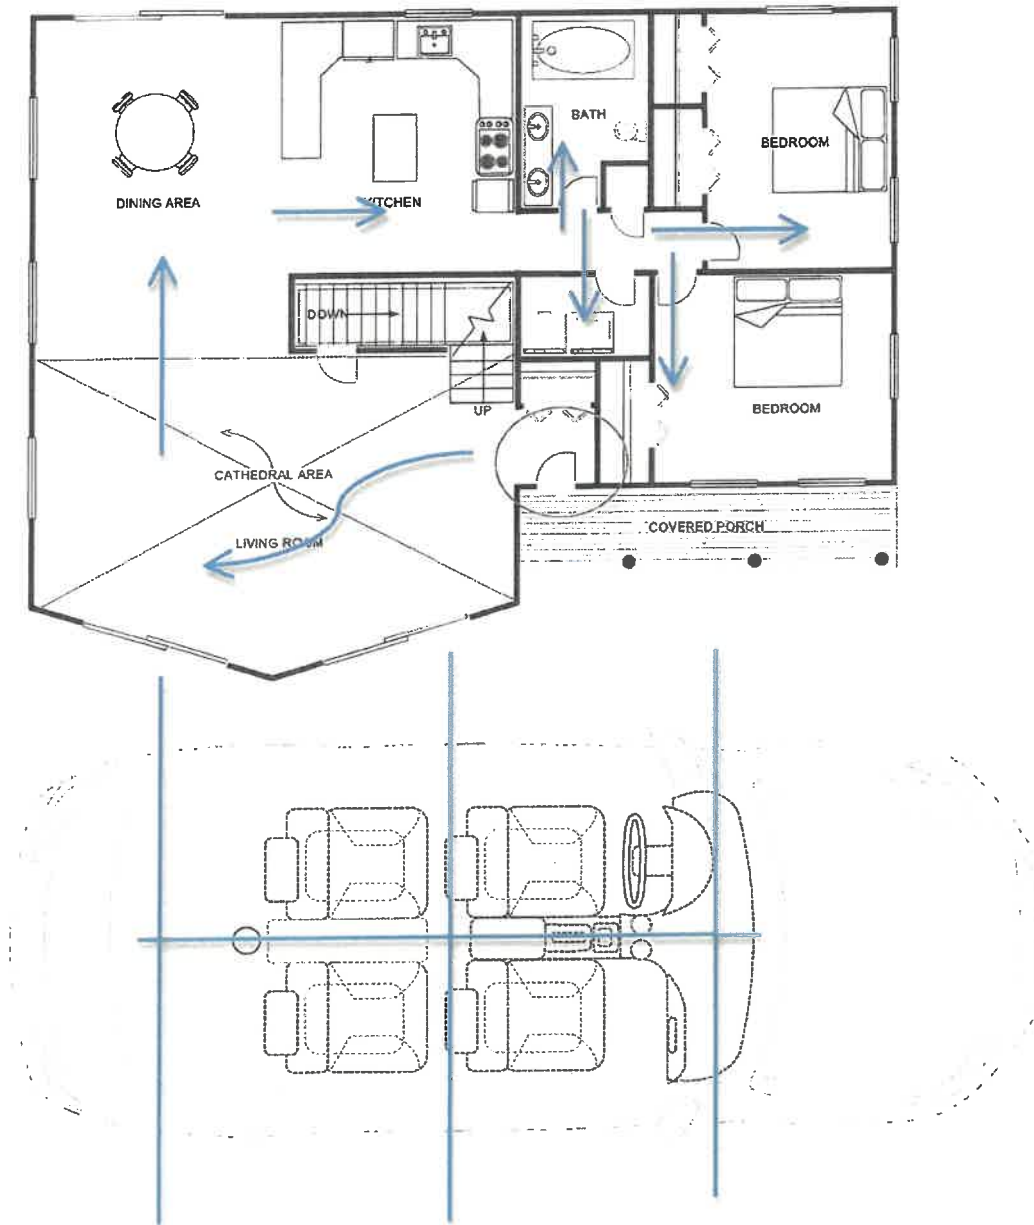 BATH
BEDROOM
DINING AREA
KITCHEN
DOWN
UP
BEDROOM
CATHEDRAL AREA
LIVING ROOM
COVERED PORCH